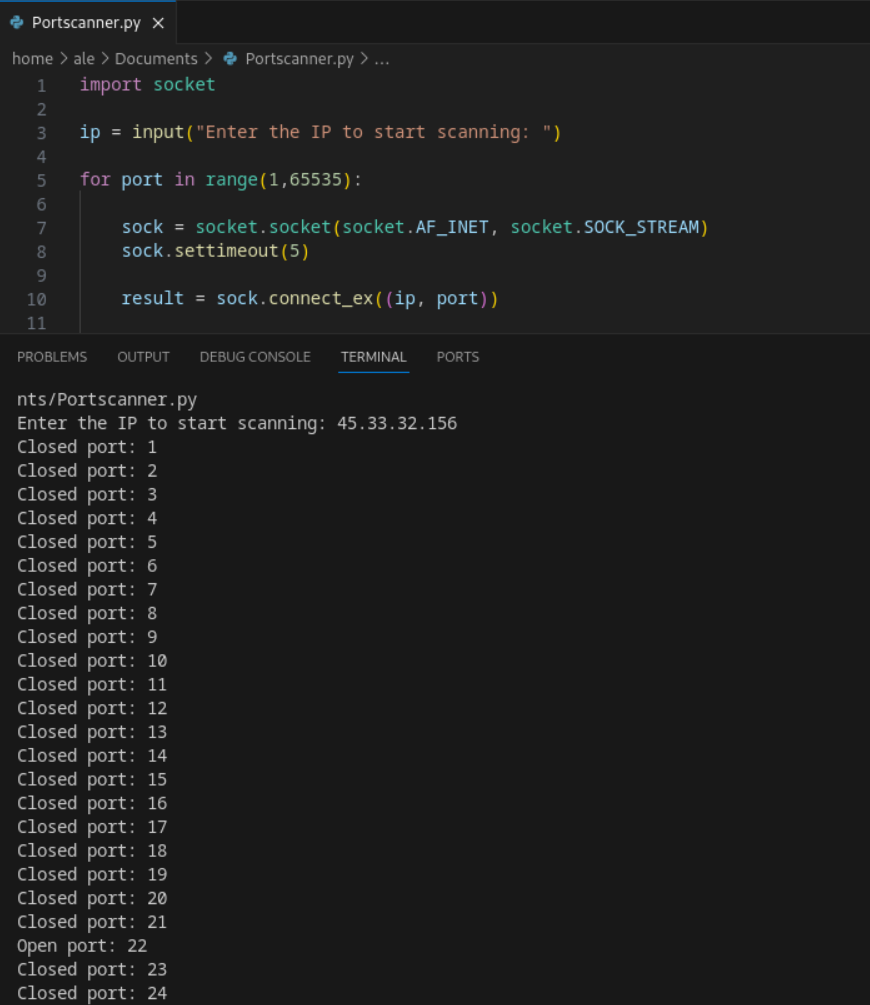 Portscanner.py ×
home > ale > Documents > Portscanner.py > ...
1 import socket
2
3 ip = input("Enter the IP to start scanning: ")
4
5 for port in range(1,65535):
6
7 sock = socket.socket(socket.AF_INET, socket.SOCK_STREAM)
8 sock.settimeout(5)
9
10 result = sock.connect_ex((ip, port))
11
PROBLEMS OUTPUT DEBUG CONSOLE TERMINAL PORTS
nts/Portscanner.py
Enter the IP to start scanning: 45.33.32.156
Closed port: 1
Closed port: 2
Closed port: 3
Closed port: 4
Closed port: 5
Closed port: 6
Closed port: 7
Closed port: 8
Closed port: 9
Closed port: 10
Closed port: 11
Closed port: 12
Closed port: 13
Closed port: 14
Closed port: 15
Closed port: 16
Closed port: 17
Closed port: 18
Closed port: 19
Closed port: 20
Closed port: 21
Open port: 22
Closed port: 23
Closed port: 24